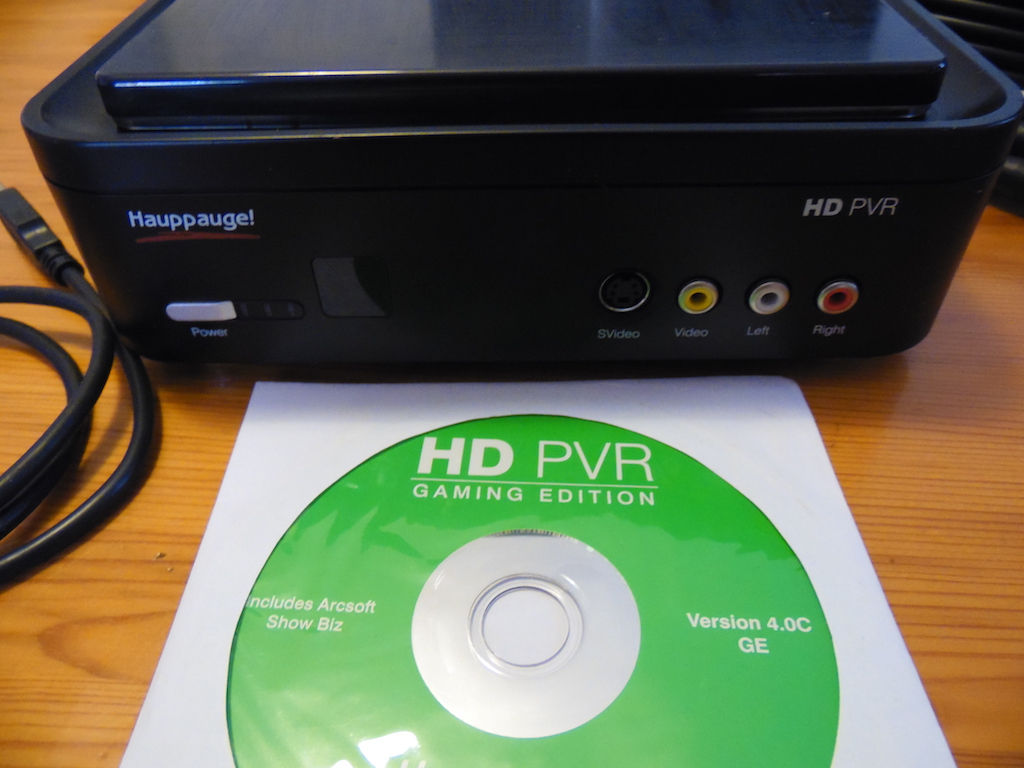 Hauppauge!
HD PVR
Power
SVideo
Video
Left
Right
HD PVR
GAMING EDITION
includes Arcsoft
Show Biz
Version 4.0C
GE